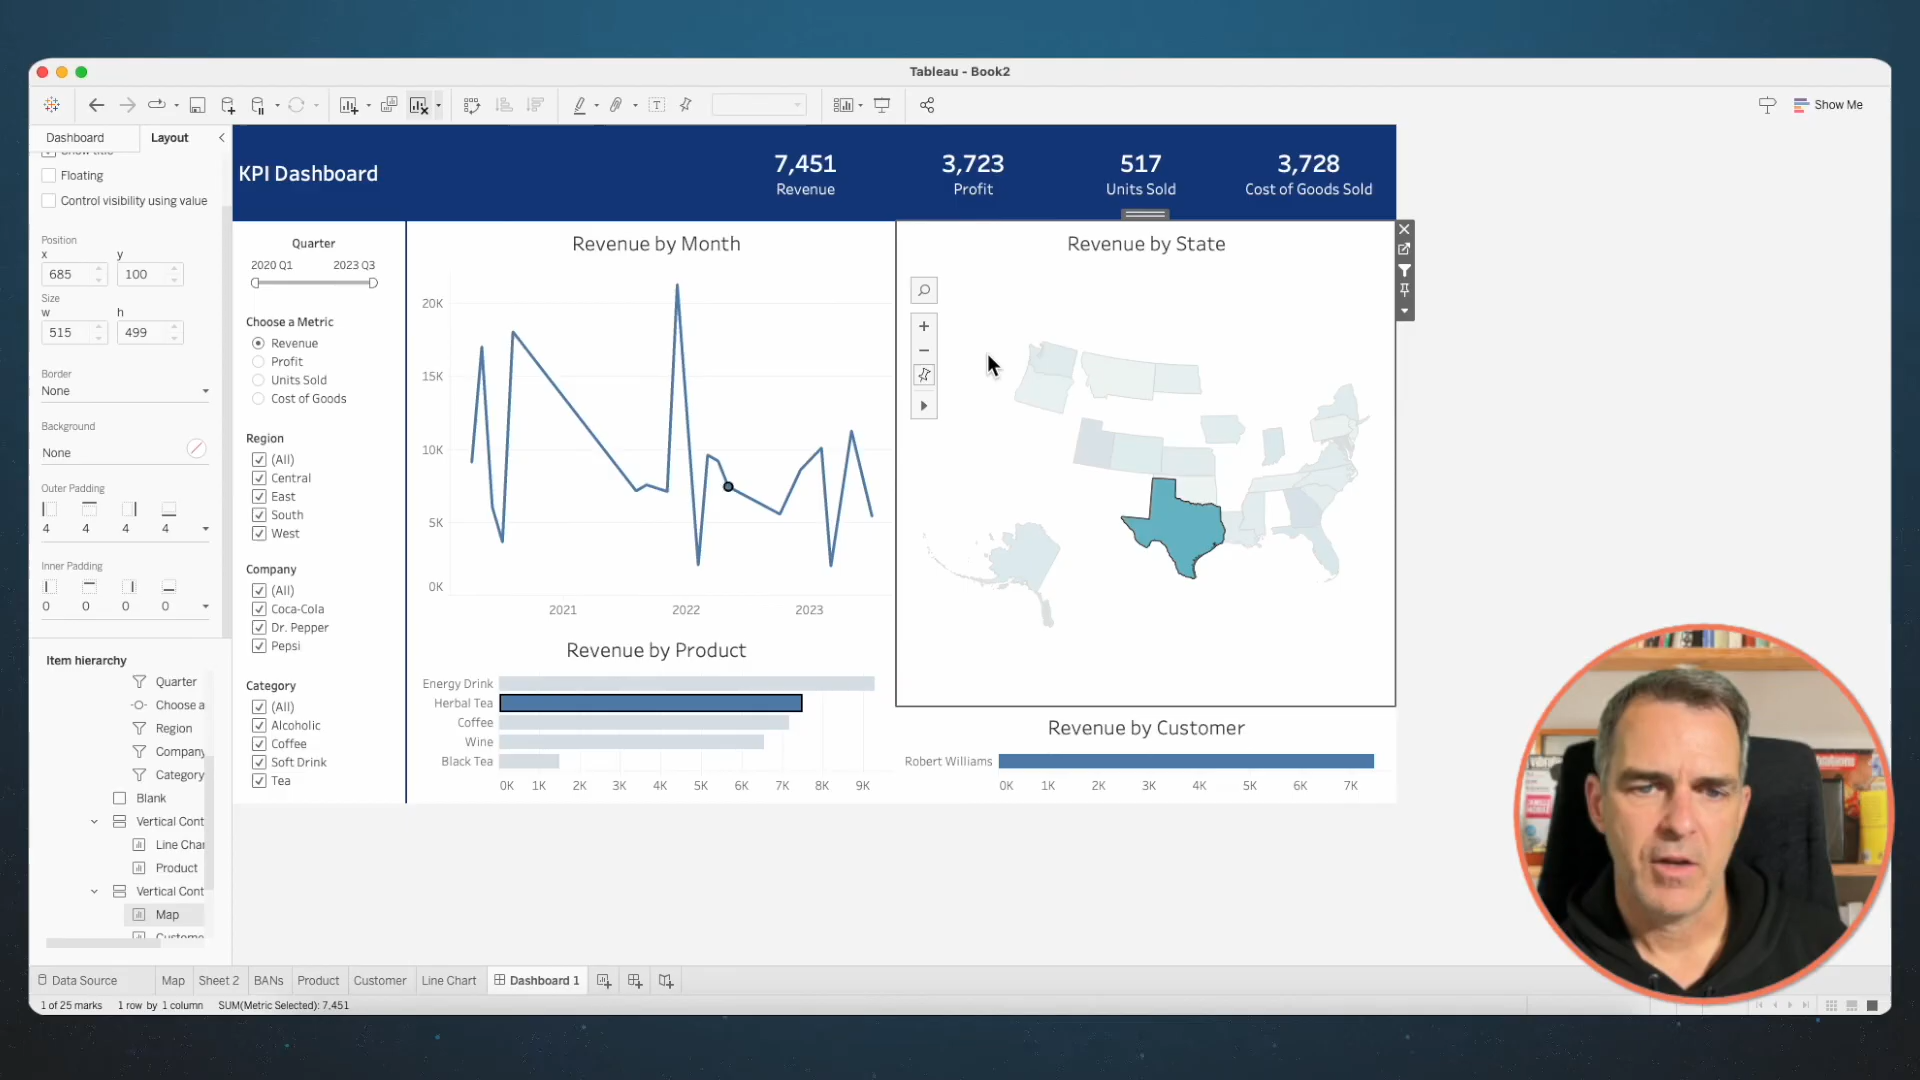 Tableau - Book2
Show Me
Dashboard
Layout
Show title
Floating
Control visibility using value
Position
x
y
685
100
Size
w
h
515
499
Border
None
Background
None
Outer Padding
4
4
4
4
Inner Padding
0
0
0
0
Item hierarchy
Quarter
Choose a
Region
Company
Category
Blank
Vertical Cont
Line Char
Product
Vertical Cont
Map
KPI Dashboard
7,451
Revenue
3,723
Profit
517
Units Sold
3,728
Cost of Goods Sold
Quarter
2020 Q1
2023 Q3
Choose a Metric
Revenue
Profit
Units Sold
Cost of Goods
Region
(All)
Central
East
South
West
Company
(All)
Coca-Cola
Dr. Pepper
Pepsi
Category
(All)
Alcoholic
Coffee
Soft Drink
Tea
Revenue by Month
20K
15K
10K
5K
0K
2021
2022
2023
Revenue by Product
Energy Drink
Herbal Tea
Coffee
Wine
Black Tea
0K
1K
2K
3K
4K
5K
6K
7K
8K
9K
Revenue by State
Revenue by Customer
Robert Williams
0K
1K
2K
3K
4K
5K
6K
7K
Data Source
Map
Sheet 2
BANs
Product
Customer
Line Chart
Dashboard 1
1 of 25 marks
1 row by 1 column
SUM(Metric Selected): 7,451